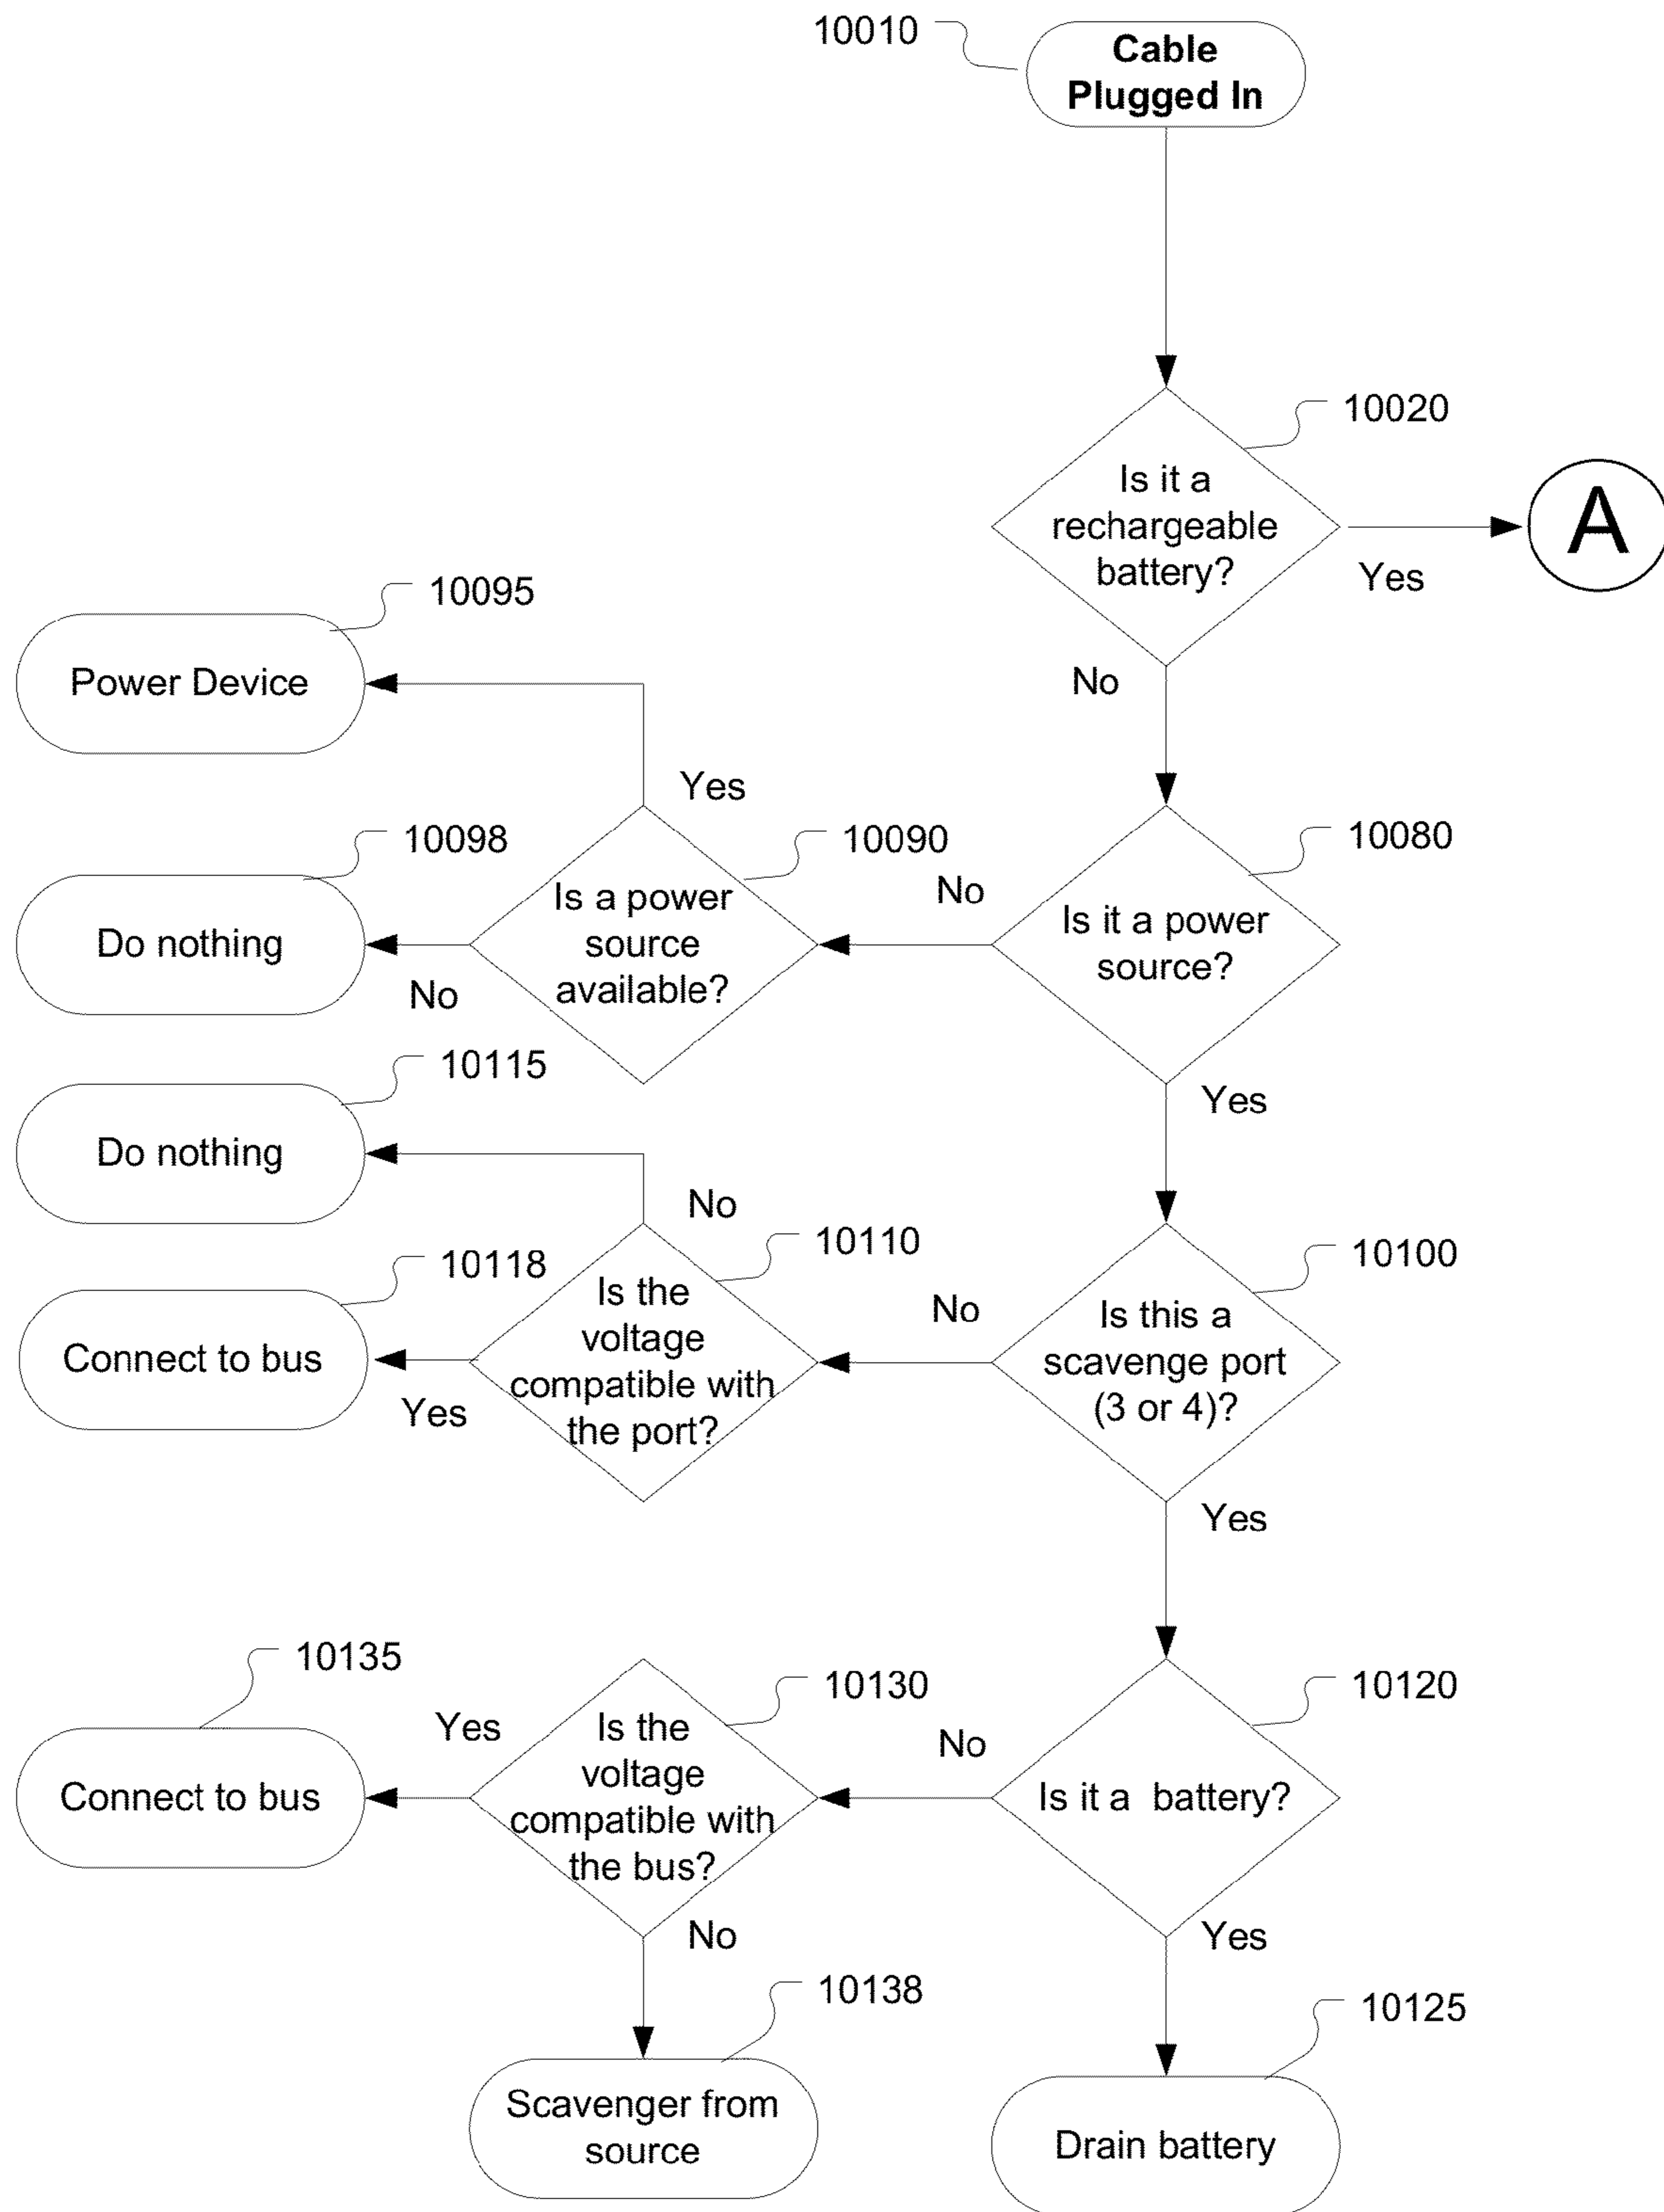 10010
Cable
Plugged In
10020
Is it a
rechargeable
battery?
Yes
A
No
10095
Power Device
Yes
10098
Do nothing
No
10090
Is a power
source
available?
No
10080
Is it a power
source?
Yes
10115
Do nothing
No
10118
Connect to bus
Yes
10110
Is the
voltage
compatible with
the port?
No
10100
Is this a
scavenge port
(3 or 4)?
Yes
10135
Connect to bus
Yes
10130
Is the
voltage
compatible with
the bus?
No
No
10120
Is it a  battery?
Yes
10138
Scavenger from
source
10125
Drain battery